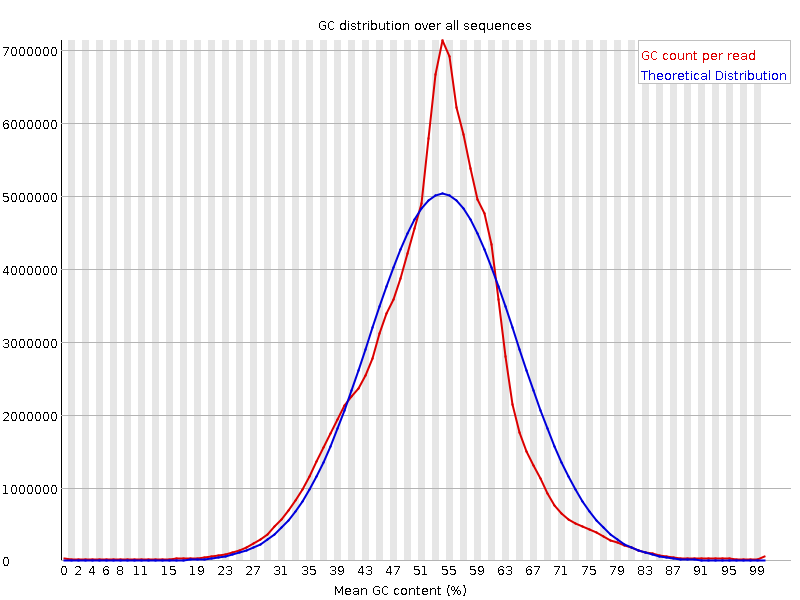 GC distribution over all sequences
GC count per read
Theoretical Distribution
7000000
6000000
5000000
4000000
3000000
2000000
1000000
0
0 2 4 6 8 11 15 19 23 27 31 35 39 43 47 51 55 59 63 67 71 75 79 83 87 91 95 99
Mean GC content (%)